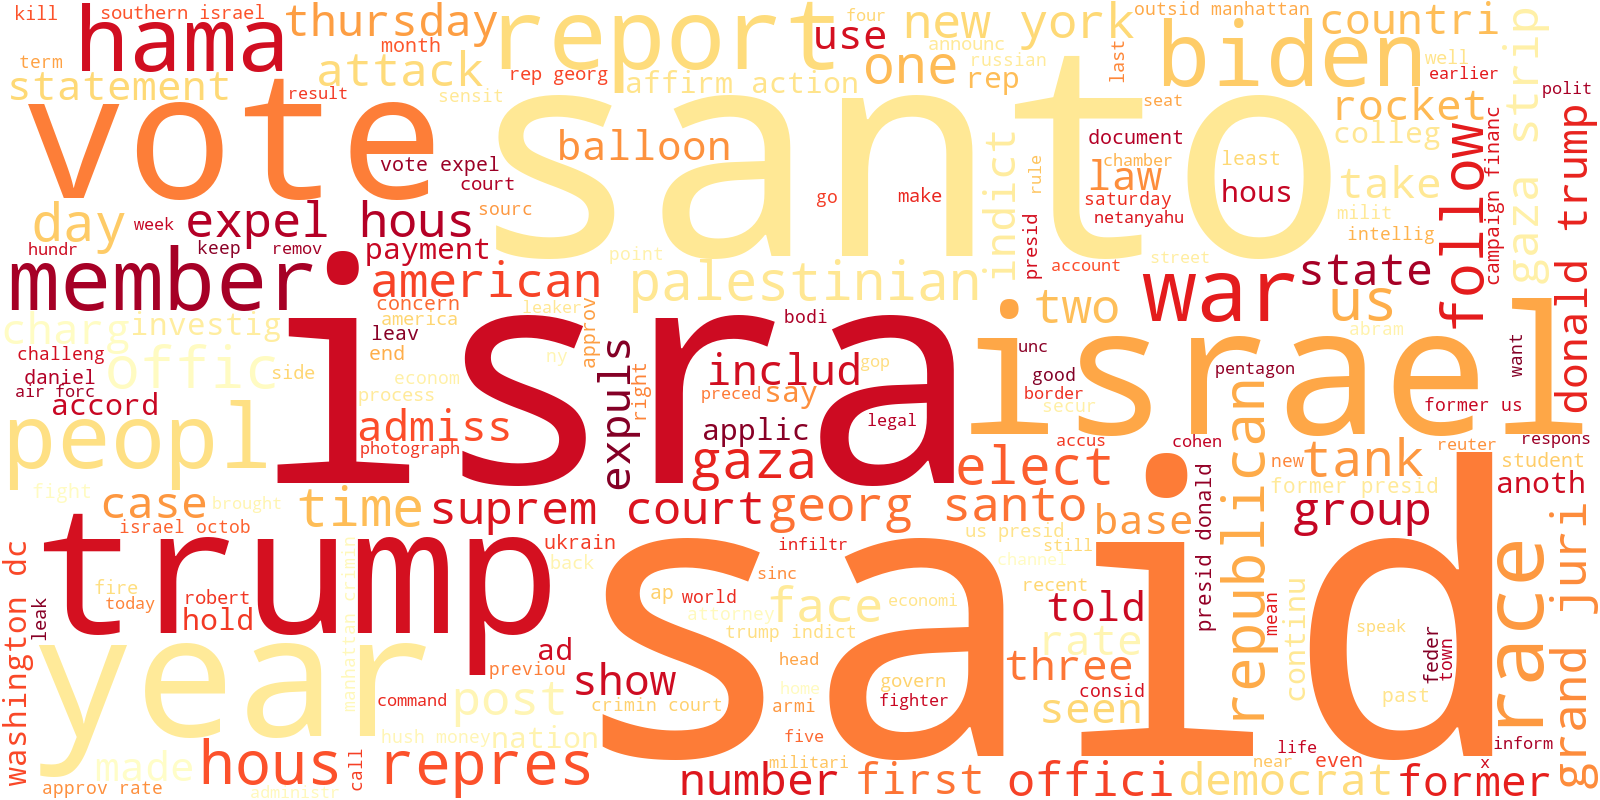 kill
southern israel
hama
thursday
report
use
four
new york
outsid manhattan
countri
month
announc
russian
last
term
statement
result
attack
sensit
rep georg
affirm action
one
rep
biden
well
earlier
gaza strip
polit
vote
santo
seat
rocket
balloon
document
colleg
vote expel
court
chamber
least
law
rule
indict
hous
take
follow
campaign financ
donald trump
day
week
expel
hous
sourc
go
make
saturday
netanyahu
milit
intellig
hundr
keep
remov
payment
point
presid
account
street
member
american
palestinian
war
state
us
two
concern
america
leaker
approv
bodi
charg
investig
leav
abram
challeng
offic
end
ny
unc
want
daniel
side
econom
expuls
includ
gop
good
pentagon
air forc
process
right
preced
say
border
secur
accord
isra
israel
former us
peopl
admiss
applic
legal
republican
photograph
accus
cohen
reuter
respons
gaza
elect
new
tank
student
fight
case
brought
time
suprem court
georg santo
presid donald
former presid
anoth
israel octob
base
group
trump
ukrain
infiltr
us presid
still
grand juri
washington dc
manhattan crimin
back
channel
fire
sinc
recent
today
robert
ap
world
face
economi
told
continu
mean
race
leak
hold
attorney
trump indict
rate
speak
feder
town
year
ad
previou
head
three
said
show
home
govern
consid
past
command
post
crimin court
armi
fighter
seen
hush money
nation
five
life
inform
made
hous
call
repres
militari
near
even
x
approv rate
administr
number
first
offici
democrat
former